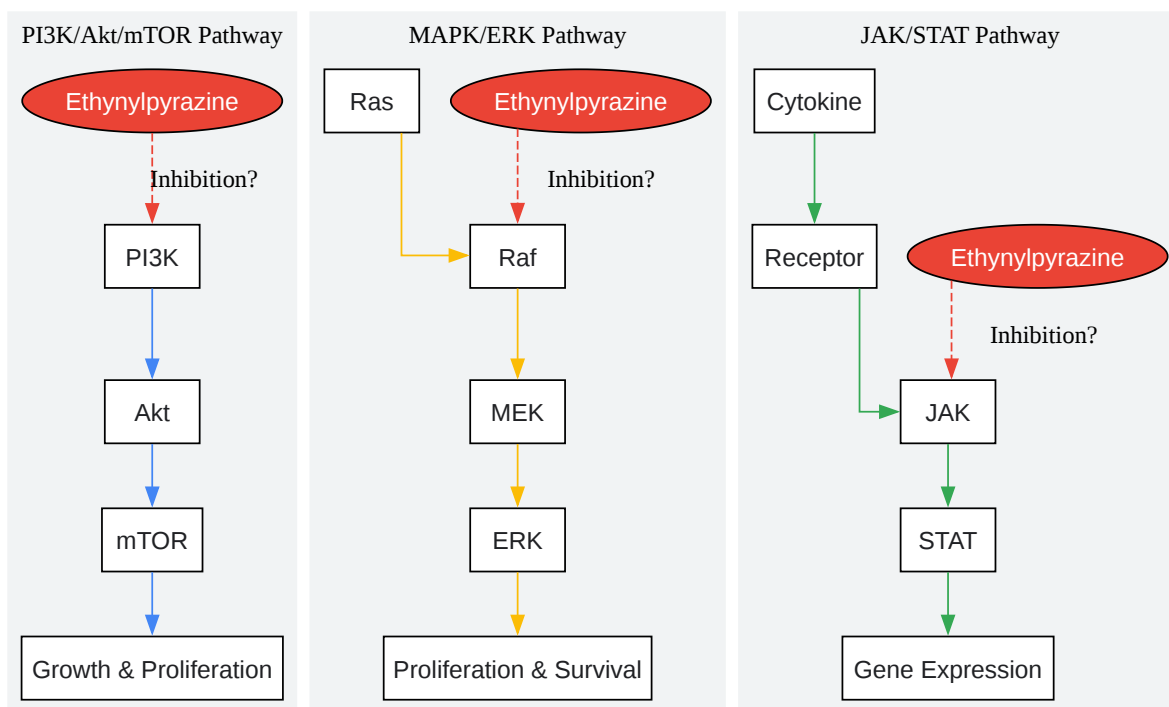 PI3K/Akt/mTOR Pathway
Ethynylpyrazine
Inhibition?
PI3K
Akt
mTOR
Growth & Proliferation
MAPK/ERK Pathway
Ras
Ethynylpyrazine
Inhibition?
Raf
MEK
ERK
Proliferation & Survival
JAK/STAT Pathway
Cytokine
Receptor
Ethynylpyrazine
Inhibition?
JAK
STAT
Gene Expression